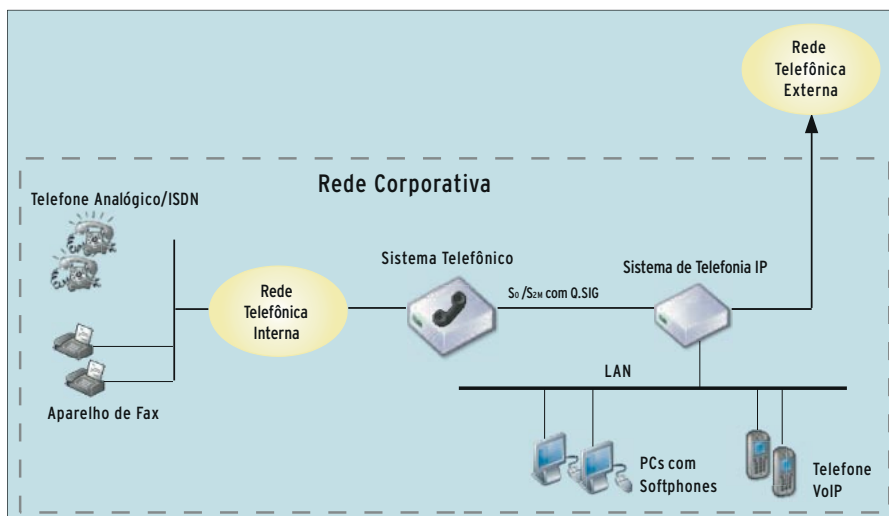 Rede
Telefônica
Externa
Rede Corporativa
Telefone Analógico/ISDN
Sistema Telefônico
Sistema de Telefonia IP
S0 /S2M com Q.SIG
Rede
Telefônica
Interna
LAN
Aparelho de Fax
PCs com
Softphones
Telefone
VoIP